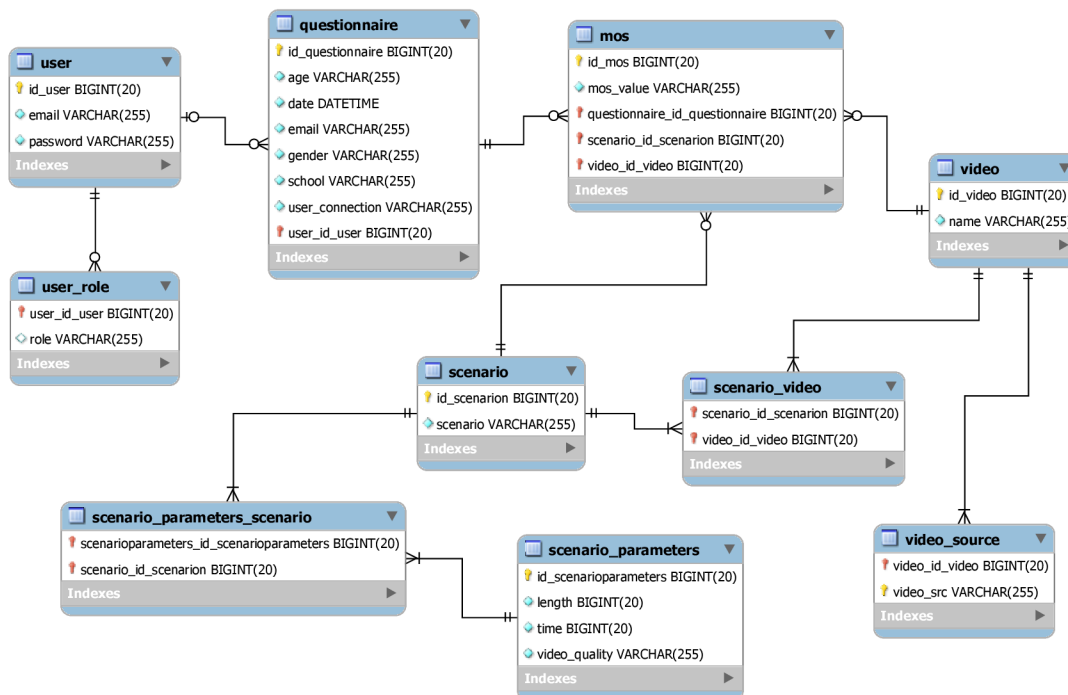 user
id_user BIGINT(20)
email VARCHAR(255)
password VARCHAR(255)
Indexes
questionnaire
id_questionnaire BIGINT(20)
age VARCHAR(255)
date DATETIME
email VARCHAR(255)
gender VARCHAR(255)
school VARCHAR(255)
user_connection VARCHAR(255)
user_id_user BIGINT(20)
Indexes
mos
id_mos BIGINT(20)
mos_value VARCHAR(255)
questionnaire_id_questionnaire BIGINT(20)
scenario_id_scenarion BIGINT(20)
video_id_video BIGINT(20)
Indexes
video
id_video BIGINT(20)
name VARCHAR(255)
Indexes
user_role
user_id_user BIGINT(20)
role VARCHAR(255)
Indexes
scenario
id_scenarion BIGINT(20)
scenario VARCHAR(255)
Indexes
scenario_video
scenario_id_scenarion BIGINT(20)
video_id_video BIGINT(20)
Indexes
scenario_parameters_scenario
scenarioparameters_id_scenarioparameters BIGINT(20)
scenario_id_scenarion BIGINT(20)
Indexes
scenario_parameters
id_scenarioparameters BIGINT(20)
length BIGINT(20)
time BIGINT(20)
video_quality VARCHAR(255)
Indexes
video_source
video_id_video BIGINT(20)
video_src VARCHAR(255)
Indexes